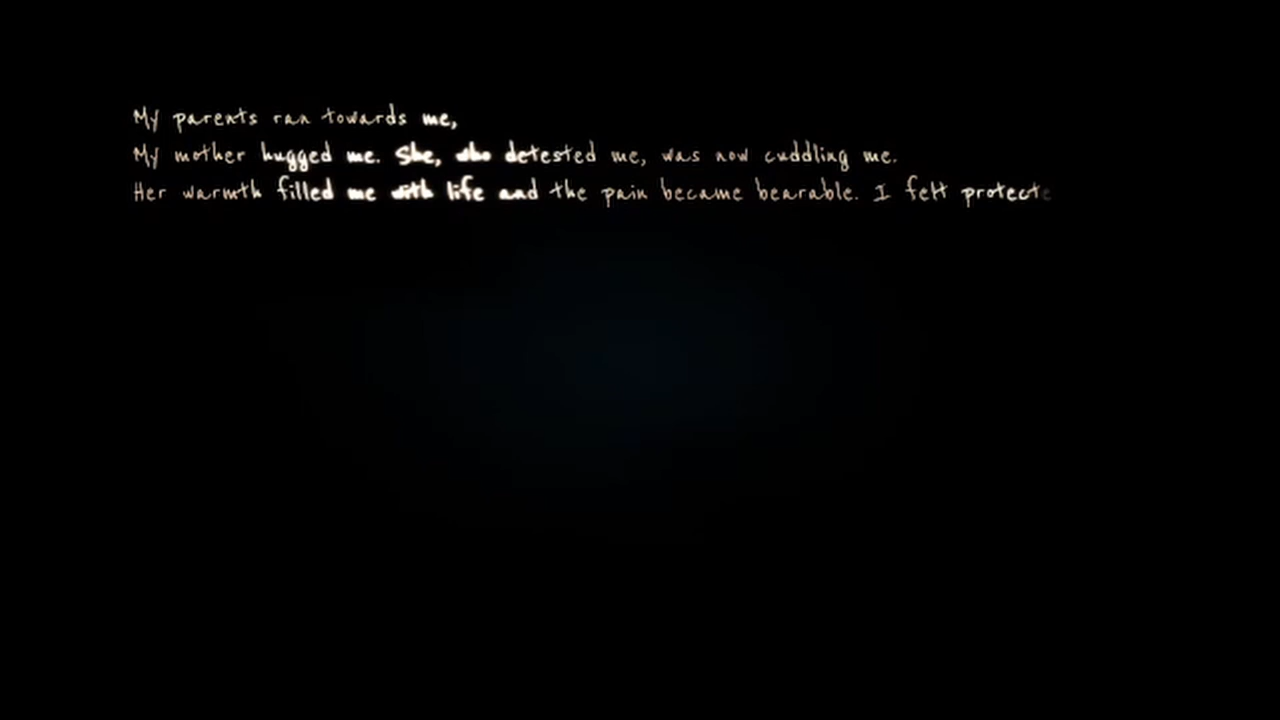 My parents ran towards me,
My mother hugged me. She, who detested me, was now cuddling me.
Her warmth filled me with life and the pain became bearable. I felt protecte